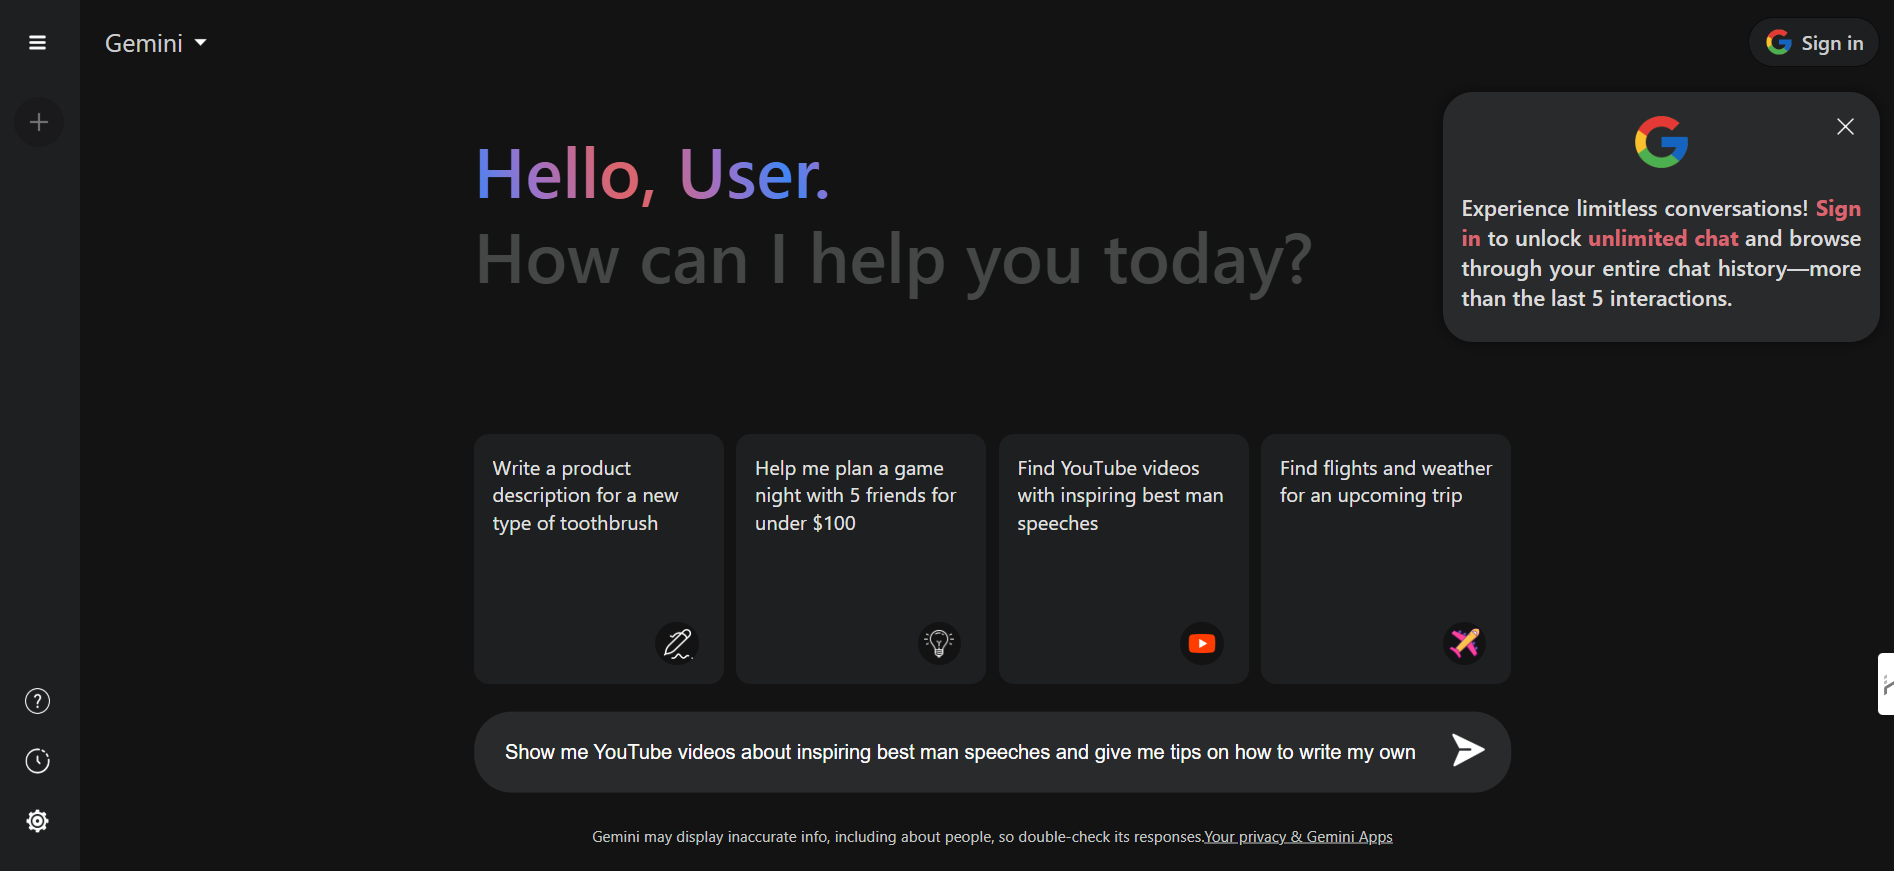 Gemini
Sign in
Hello, User.
How can I help you today?
Experience limitless conversations! Sign
in to unlock unlimited chat and browse
through your entire chat history—more
than the last 5 interactions.
Write a product
description for a new
type of toothbrush
Help me plan a game
night with 5 friends for
under $100
Find YouTube videos
with inspiring best man
speeches
Find flights and weather
for an upcoming trip
Show me YouTube videos about inspiring best man speeches and give me tips on how to write my own
Gemini may display inaccurate info, including about people, so double-check its responses.Your privacy & Gemini Apps